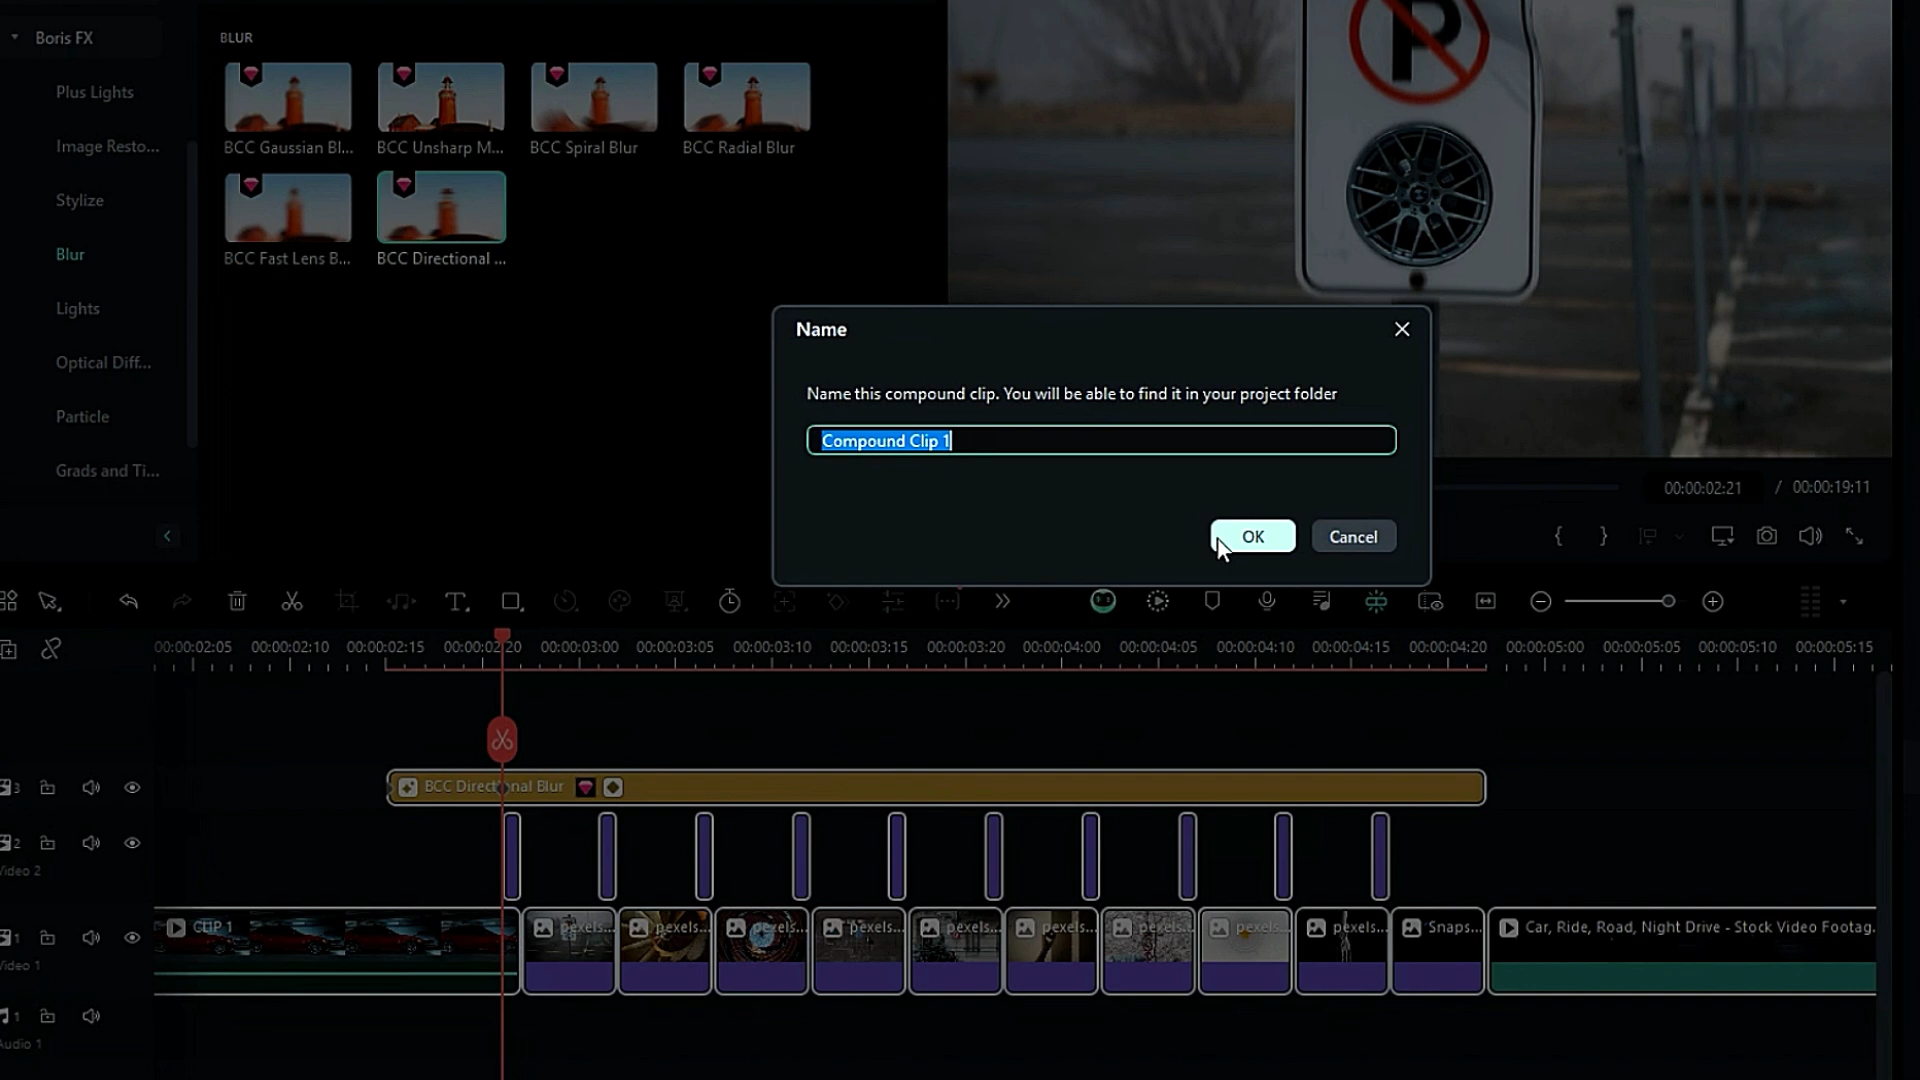 Boris FX
Plus Lights
Image Resto...
Stylize
Blur
Lights
Optical Diff...
Particle
Grads and Ti...
BLUR
BCC Gaussian Bl...
BCC Unsharp M...
BCC Spiral Blur
BCC Radial Blur
BCC Fast Lens B...
BCC Directional ...
P
Name
Name this compound clip. You will be able to find it in your project folder
Compound Clip 1
OK
Cancel
00:00:02:21 / 00:00:19:11
00:00:02:05
00:00:02:10
00:00:02:15
00:00:02:20
00:00:03:00
00:00:03:05
00:00:03:10
00:00:03:15
00:00:03:20
00:00:04:00
00:00:04:05
00:00:04:10
00:00:04:15
00:00:04:20
00:00:05:00
00:00:05:05
00:00:05:10
00:00:05:15
3
BCC Directional Blur
2
Video 2
CLIP 1
pexels...
pexels...
pexels...
pexels...
pexels...
pexels...
pexels...
pexels...
pexels...
Snaps...
Car, Ride, Road, Night Drive - Stock Video Footag.
1
Video 1
1
Audio 1